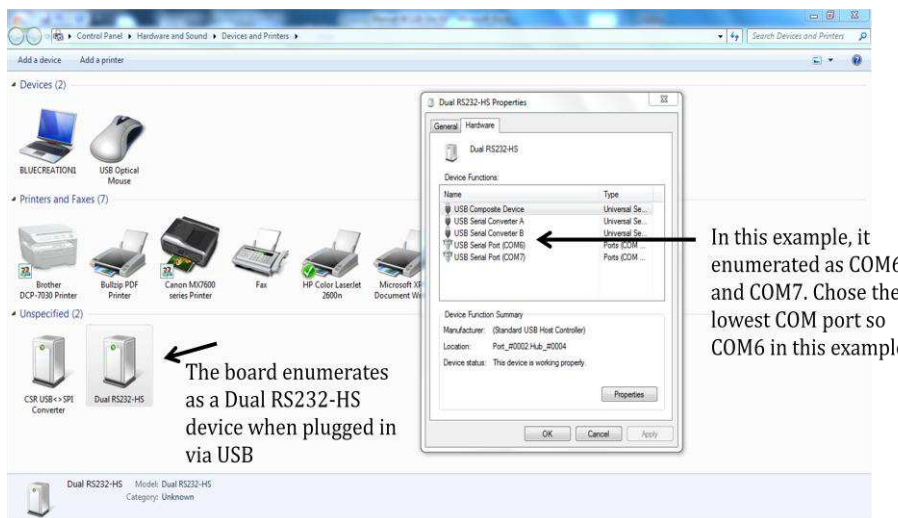 Control Panel ▸ Hardware and Sound ▸ Devices and Printers ▸
Search Devices and Printers
Add a device
Add a printer
Devices (2)
BLUECREATION1
USB Optical
Mouse
Printers and Faxes (7)
Brother
DCP-7030 Printer
Bullzip PDF
Printer
Canon MX7600
series Printer
Fax
HP Color LaserJet
2600n
Microsoft XP
Document Wr
Unspecified (2)
CSR USB<>SPI
Converter
Dual RS232-HS
The board enumerates
as a Dual RS232-HS
device when plugged in
via USB
Dual RS232-HS Properties
General
Hardware
Dual RS232-HS
Device Functions:
Name Type
USB Composite Device Universal Se...
USB Serial Converter A Universal Se...
USB Serial Converter B Universal Se...
USB Serial Port (COM6) Ports (COM ...
USB Serial Port (COM7) Ports (COM ...
Device Function Summary
Manufacturer: (Standard USB Host Controller)
Location: Port_#0002.Hub_#0004
Device status: This device is working properly.
Properties
OK
Cancel
Apply
In this example, it
enumerated as COM6
and COM7. Chose the
lowest COM port so
COM6 in this example
Dual RS232-HS Model: Dual RS232-HS
Category: Unknown